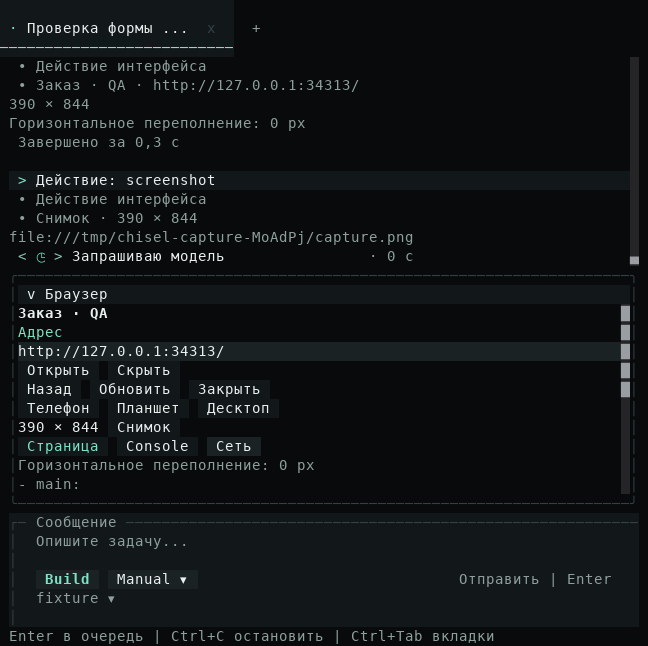 · Проверка формы ... x +
• Действие интерфейса
• Заказ · QA · http://127.0.0.1:34313/
390 × 844
Горизонтальное переполнение: 0 px
Завершено за 0,3 с
> Действие: screenshot
• Действие интерфейса
• Снимок · 390 × 844
file:///tmp/chisel-capture-MoAdPj/capture.png
< ◷ > Запрашиваю модель · 0 с
v Браузер
Заказ · QA
Адрес
http://127.0.0.1:34313/
Открыть Скрыть
Назад Обновить Закрыть
Телефон Планшет Десктоп
390 × 844 Снимок
Страница Console Сеть
Горизонтальное переполнение: 0 px
- main:
Сообщение
Опишите задачу...
Build Manual ▾ Отправить | Enter
fixture ▾
Enter в очередь | Ctrl+C остановить | Ctrl+Tab вкладки